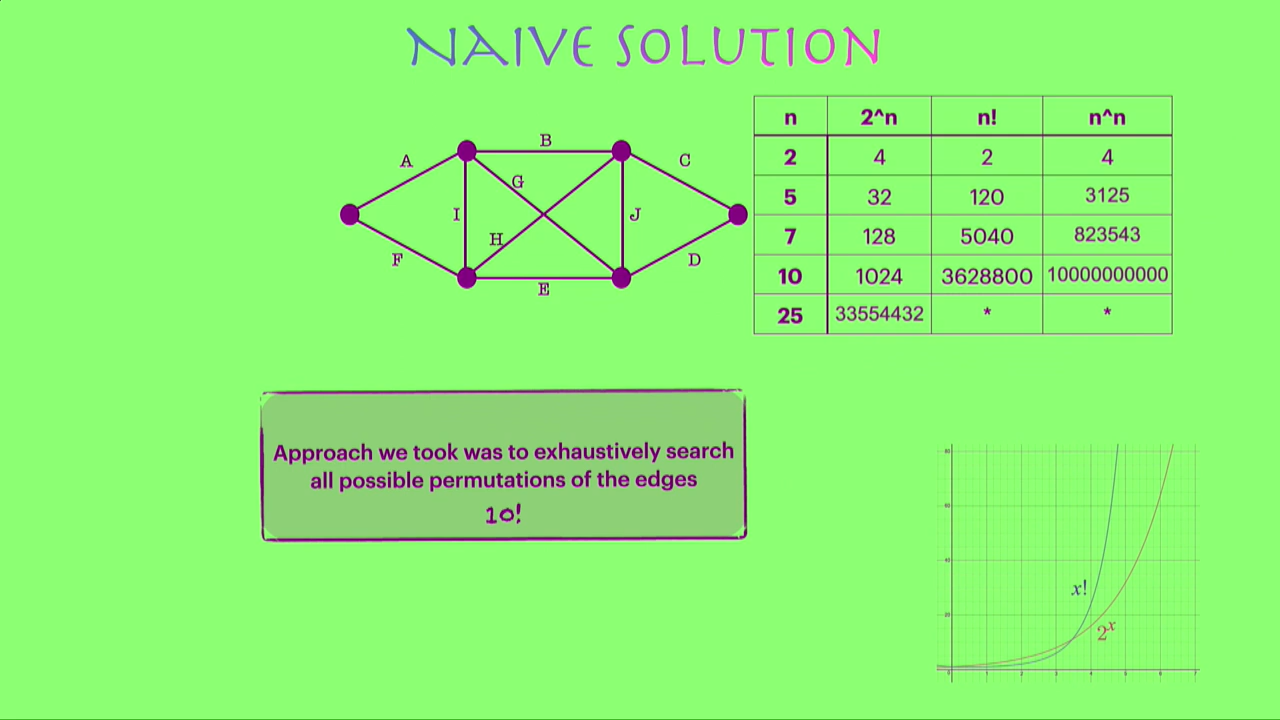 NAIVE SOLUTION
n 2^n n! n^n
2 4 2 4
5 32 120 3125
7 128 5040 823543
10 1024 3628800 10000000000
25 33554432 * *
B
A C
G
I J
H
F D
E
Approach we took was to exhaustively search
all possible permutations of the edges
10!
x!
2^x